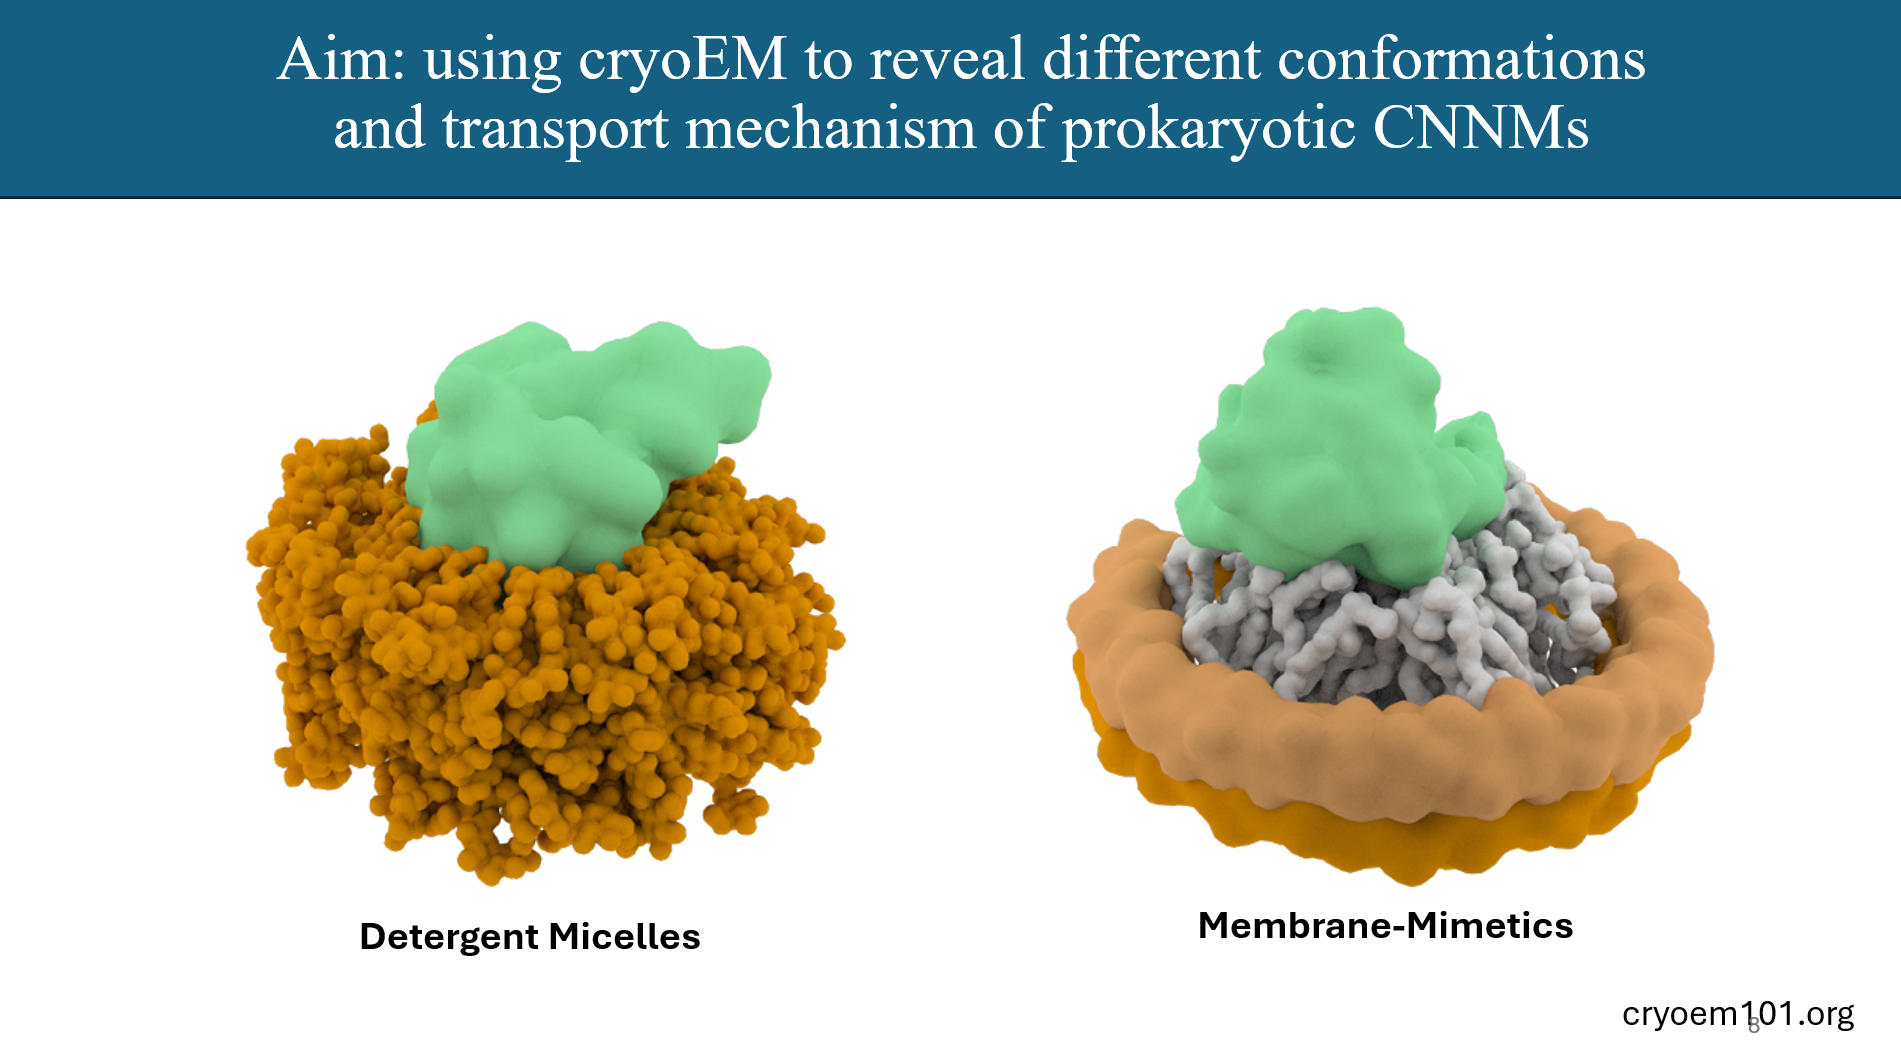 Aim: using cryoEM to reveal different conformations
and transport mechanism of prokaryotic CNNMs
Detergent Micelles
Membrane-Mimetics
cryoem101.org
8